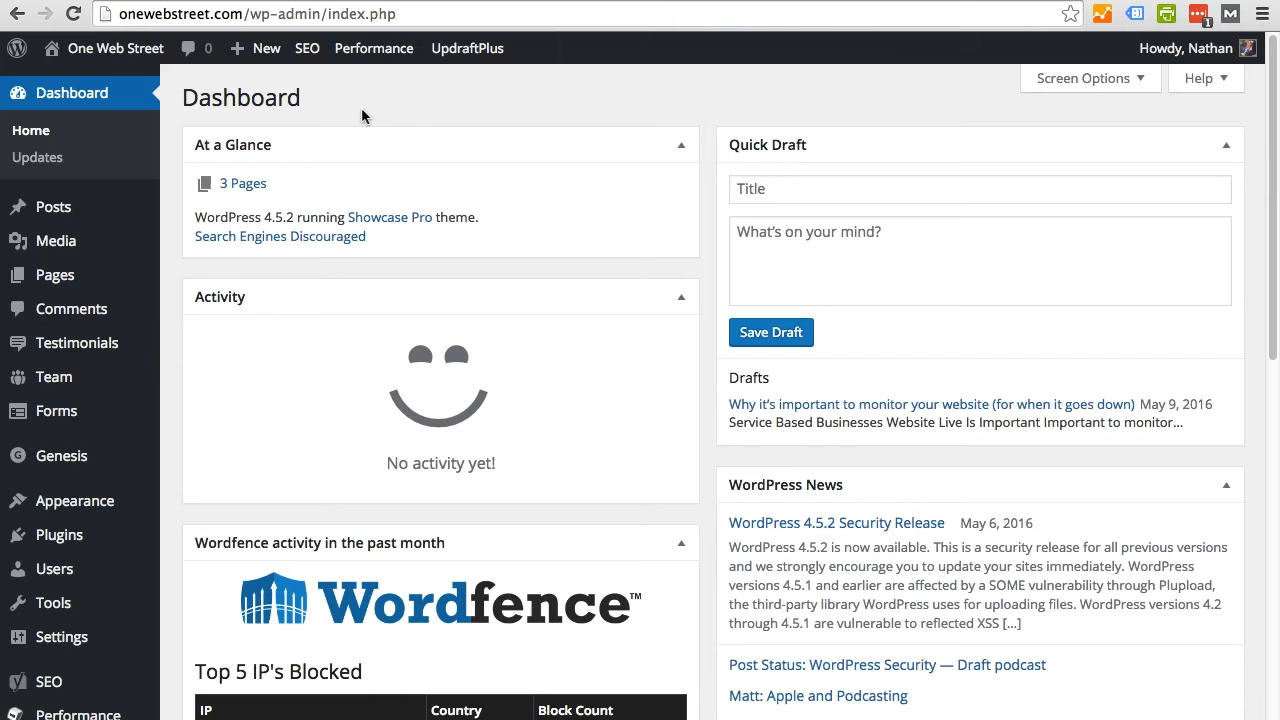 onewebstreet.com/wp-admin/index.php
1
M
One Web Street
0
New
SEO
Performance
UpdraftPlus
Howdy, Nathan
Dashboard
Home
Updates
Posts
Media
Pages
Comments
Testimonials
Team
Forms
Genesis
Appearance
Plugins
Users
Tools
Settings
SEO
Performance
Screen Options
Help
Dashboard
At a Glance
3 Pages
WordPress 4.5.2 running Showcase Pro theme.
Search Engines Discouraged
Activity
No activity yet!
Wordfence activity in the past month
Wordfence™
Top 5 IP's Blocked
IP
Country
Block Count
Quick Draft
Title
What's on your mind?
Save Draft
Drafts
Why it's important to monitor your website (for when it goes down) May 9, 2016
Service Based Businesses Website Live Is Important Important to monitor…
WordPress News
WordPress 4.5.2 Security Release May 6, 2016
WordPress 4.5.2 is now available. This is a security release for all previous versions
and we strongly encourage you to update your sites immediately. WordPress
versions 4.5.1 and earlier are affected by a SOME vulnerability through Plupload,
the third-party library WordPress uses for uploading files. WordPress versions 4.2
through 4.5.1 are vulnerable to reflected XSS […]
Post Status: WordPress Security — Draft podcast
Matt: Apple and Podcasting